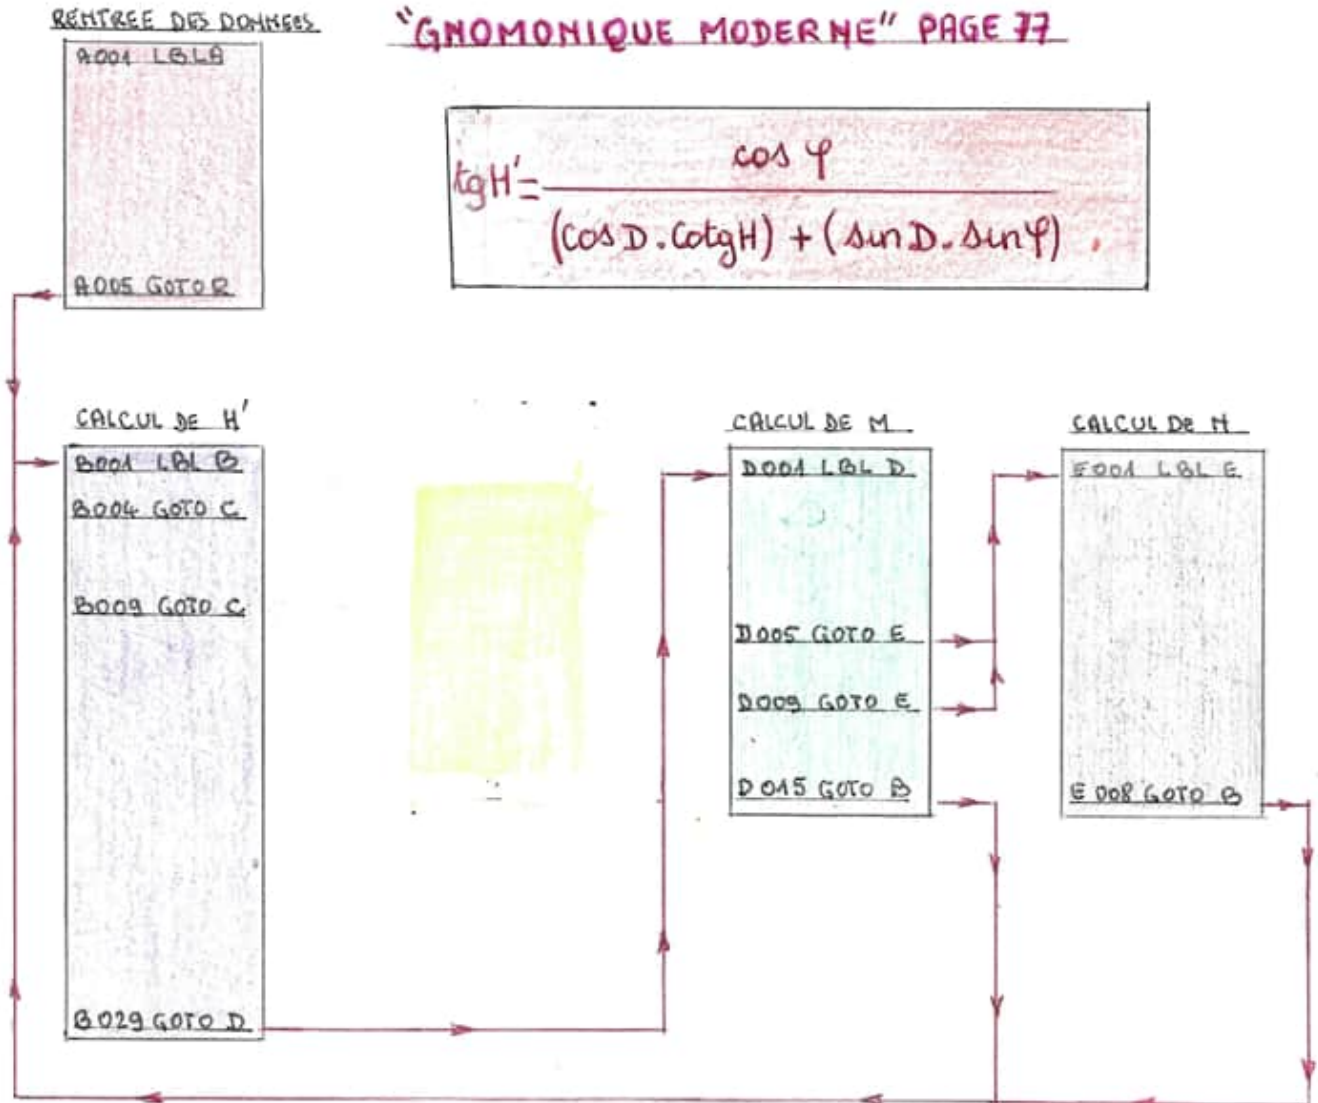 RENTREE DES DONNEES
"GNOMONIQUE MODERNE" PAGE 77
A001 LBLA
A005 GOTO B
tgH' = cos φ / (cos D . Cotg H) + (sin D . sin φ) .
CALCUL DE H'
B001 LBL B
B004 GOTO C
B009 GOTO C
B029 GOTO D
CALCUL DE M
D001 LBL D
D005 GOTO E
D009 GOTO E
D015 GOTO B
CALCUL DE N
E001 LBL E
E008 GOTO B